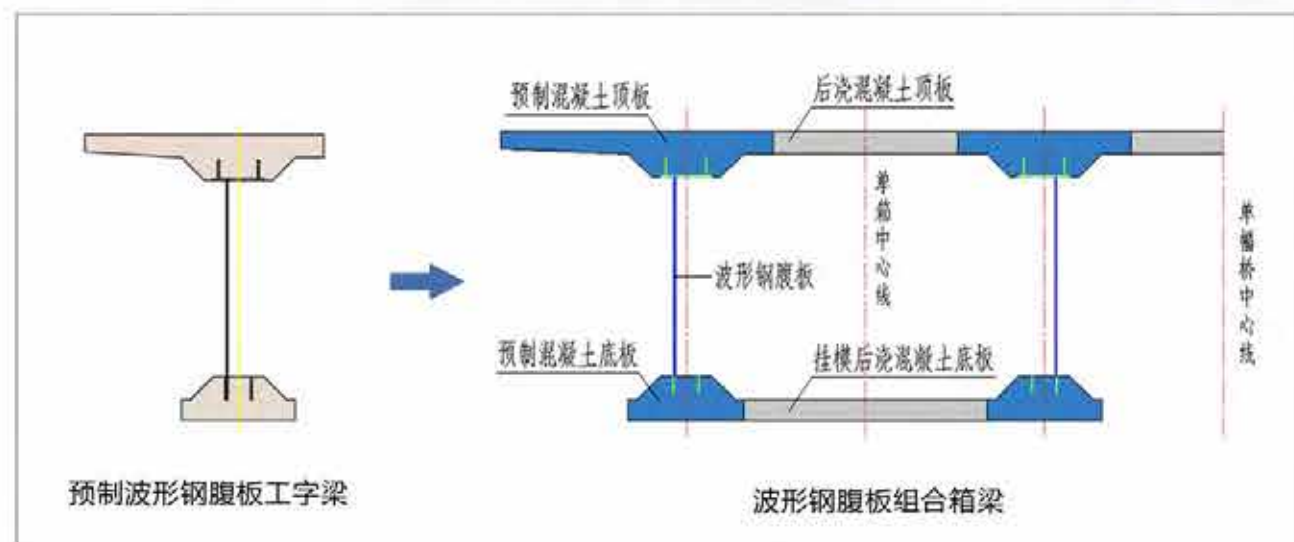 预制混凝土顶板
后浇混凝土顶板
单箱中心线
单幅桥中心线
波形钢腹板
预制混凝土底板
挂模后浇混凝土底板
预制波形钢腹板工字梁
波形钢腹板组合箱梁